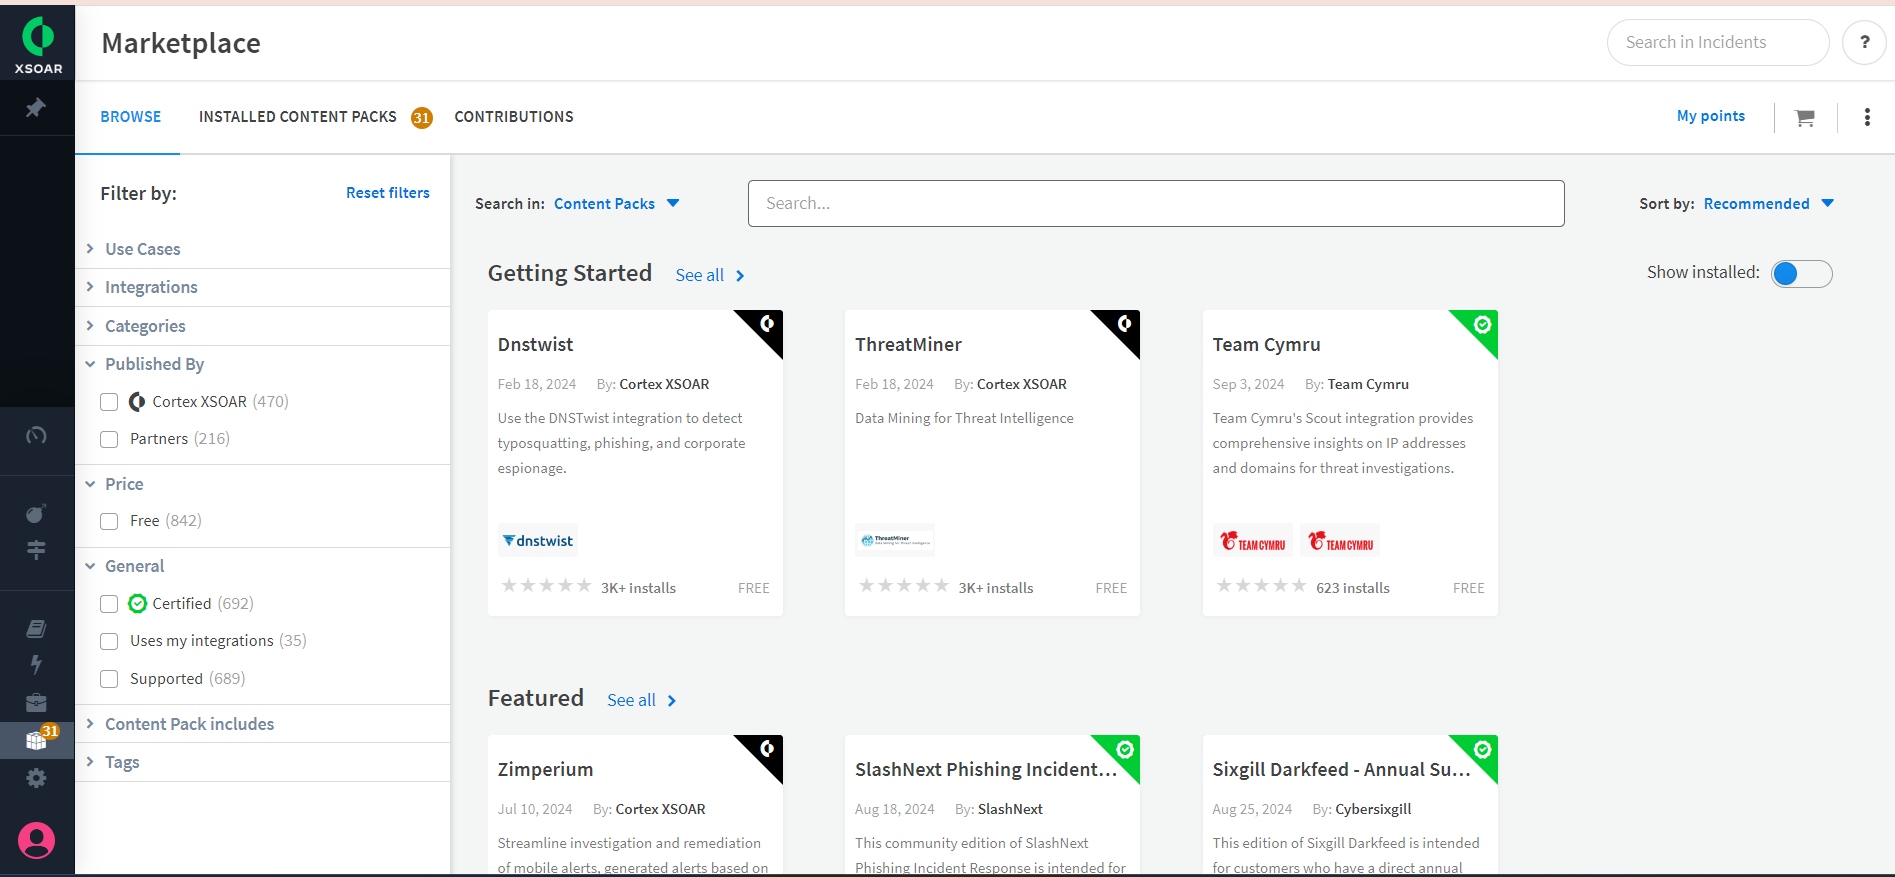 XSOAR
Marketplace
Search in Incidents
?
BROWSE
INSTALLED CONTENT PACKS 31
CONTRIBUTIONS
My points
Filter by:
Reset filters
Use Cases
Integrations
Categories
Published By
Cortex XSOAR (470)
Partners (216)
Price
Free (842)
General
Certified (692)
Uses my integrations (35)
Supported (689)
Content Pack includes
Tags
31
Search in: Content Packs
Search...
Sort by: Recommended
Getting Started See all
Show installed:
Dnstwist
Feb 18, 2024 By: Cortex XSOAR
Use the DNSTwist integration to detect
typosquatting, phishing, and corporate
espionage.
dnstwist
3K+ installs FREE
ThreatMiner
Feb 18, 2024 By: Cortex XSOAR
Data Mining for Threat Intelligence
ThreatMiner
3K+ installs FREE
Team Cymru
Sep 3, 2024 By: Team Cymru
Team Cymru's Scout integration provides
comprehensive insights on IP addresses
and domains for threat investigations.
TEAM CYMRU TEAM CYMRU
623 installs FREE
Featured See all
Zimperium
Jul 10, 2024 By: Cortex XSOAR
Streamline investigation and remediation
of mobile alerts, generated alerts based on
SlashNext Phishing Incident...
Aug 18, 2024 By: SlashNext
This community edition of SlashNext
Phishing Incident Response is intended for
Sixgill Darkfeed - Annual Su...
Aug 25, 2024 By: Cybersixgill
This edition of Sixgill Darkfeed is intended
for customers who have a direct annual